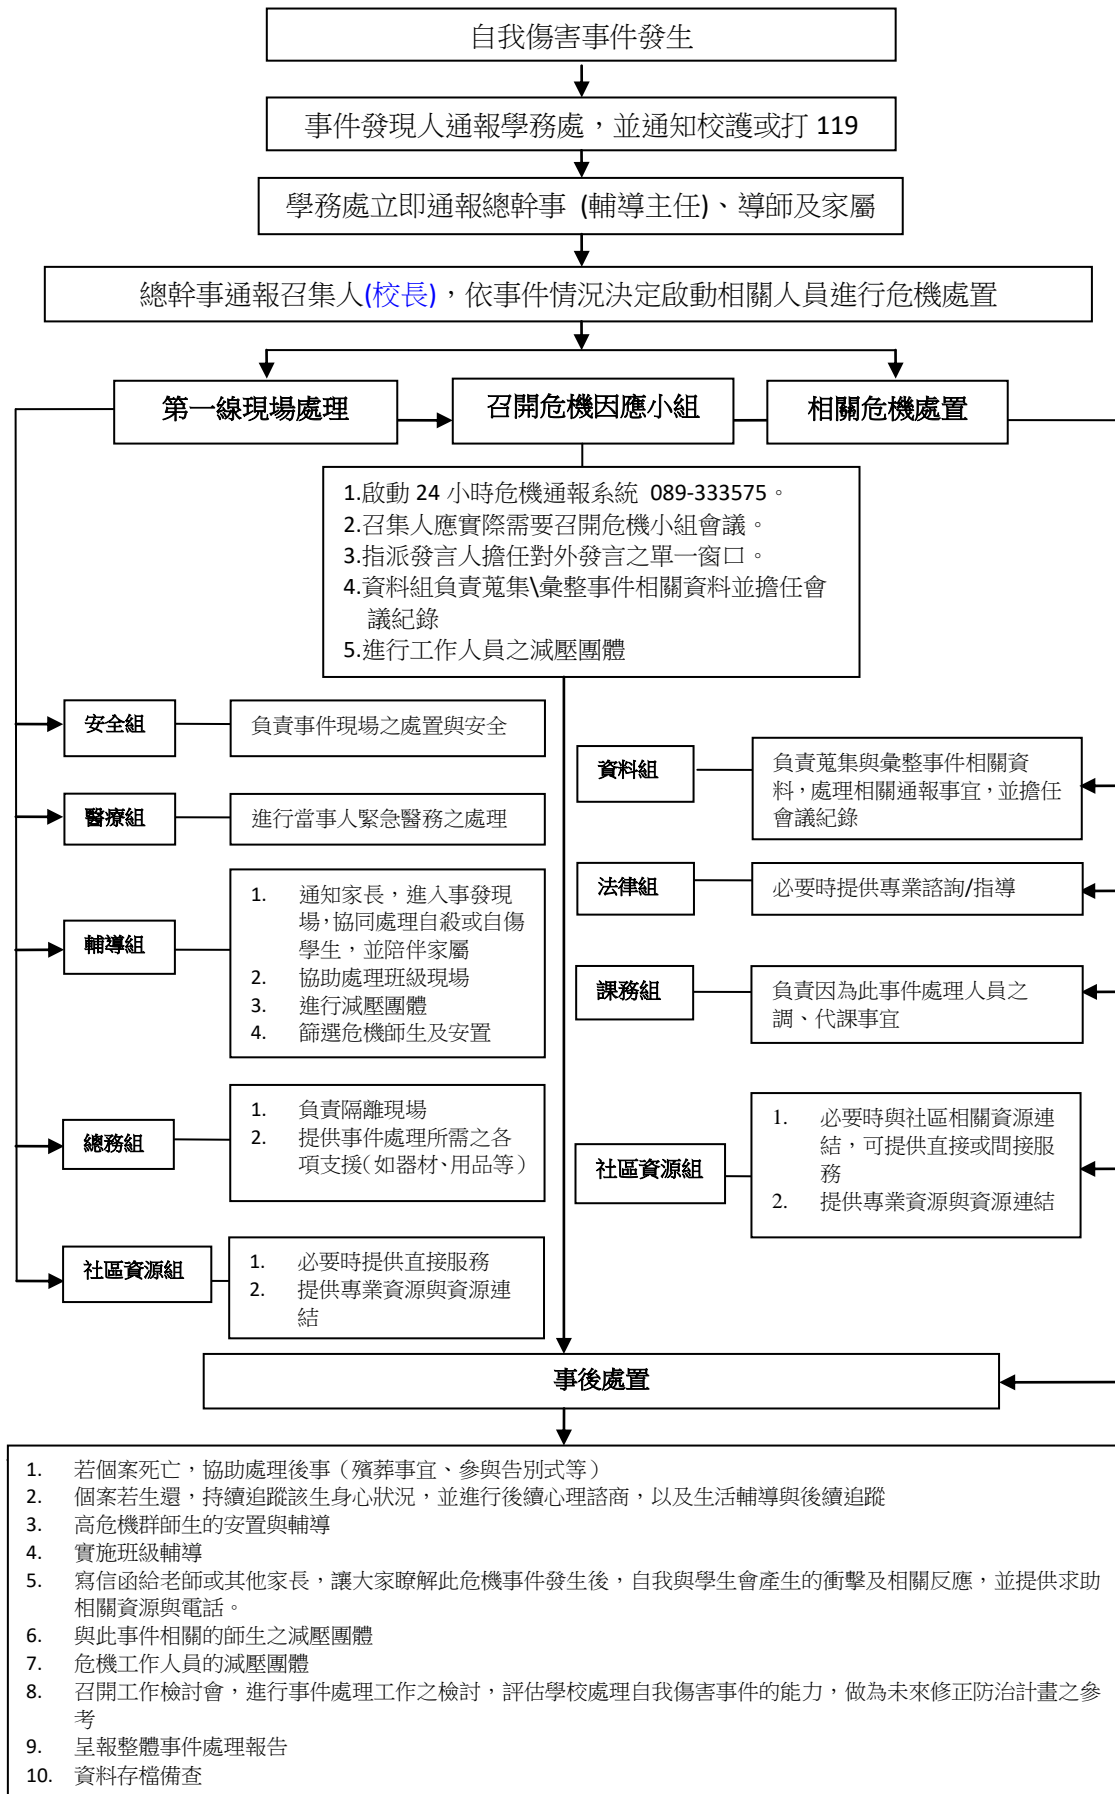 自我傷害事件發生
事件發現人通報學務處，並通知校護或打 119
學務處立即通報總幹事 (輔導主任)、導師及家屬
總幹事通報召集人(校長)，依事件情況決定啟動相關人員進行危機處置
第一線現場處理
召開危機因應小組
相關危機處置
1.啟動 24 小時危機通報系統 089-333575。
2.召集人應實際需要召開危機小組會議。
3.指派發言人擔任對外發言之單一窗口。
4.資料組負責蒐集\彙整事件相關資料並擔任會
議紀錄
5.進行工作人員之減壓團體
安全組
負責事件現場之處置與安全
醫療組
進行當事人緊急醫務之處理
輔導組
1. 通知家長，進入事發現
場，協同處理自殺或自傷
學生，並陪伴家屬
2. 協助處理班級現場
3. 進行減壓團體
4. 篩選危機師生及安置
總務組
1. 負責隔離現場
2. 提供事件處理所需之各
項支援(如器材、用品等)
社區資源組
1. 必要時提供直接服務
2. 提供專業資源與資源連
結
資料組
負責蒐集與彙整事件相關資
料，處理相關通報事宜，並擔任
會議紀錄
法律組
必要時提供專業諮詢/指導
課務組
負責因為此事件處理人員之
調、代課事宜
社區資源組
1. 必要時與社區相關資源連
結，可提供直接或間接服
務
2. 提供專業資源與資源連結
事後處置
1. 若個案死亡，協助處理後事（殯葬事宜、參與告別式等）
2. 個案若生還，持續追蹤該生身心狀況，並進行後續心理諮商，以及生活輔導與後續追蹤
3. 高危機群師生的安置與輔導
4. 實施班級輔導
5. 寫信函給老師或其他家長，讓大家瞭解此危機事件發生後，自我與學生會產生的衝擊及相關反應，並提供求助
相關資源與電話。
6. 與此事件相關的師生之減壓團體
7. 危機工作人員的減壓團體
8. 召開工作檢討會，進行事件處理工作之檢討，評估學校處理自我傷害事件的能力，做為未來修正防治計畫之參
考
9. 呈報整體事件處理報告
10. 資料存檔備查